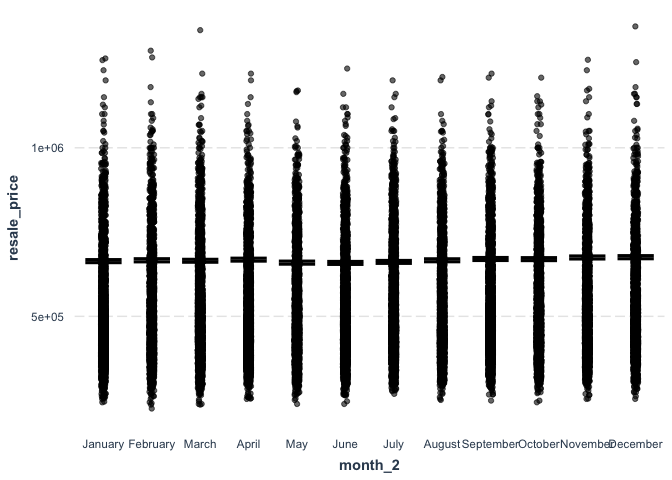 1e+06
resale_price
5e+05
January February March April May June July August September October November December
month_2